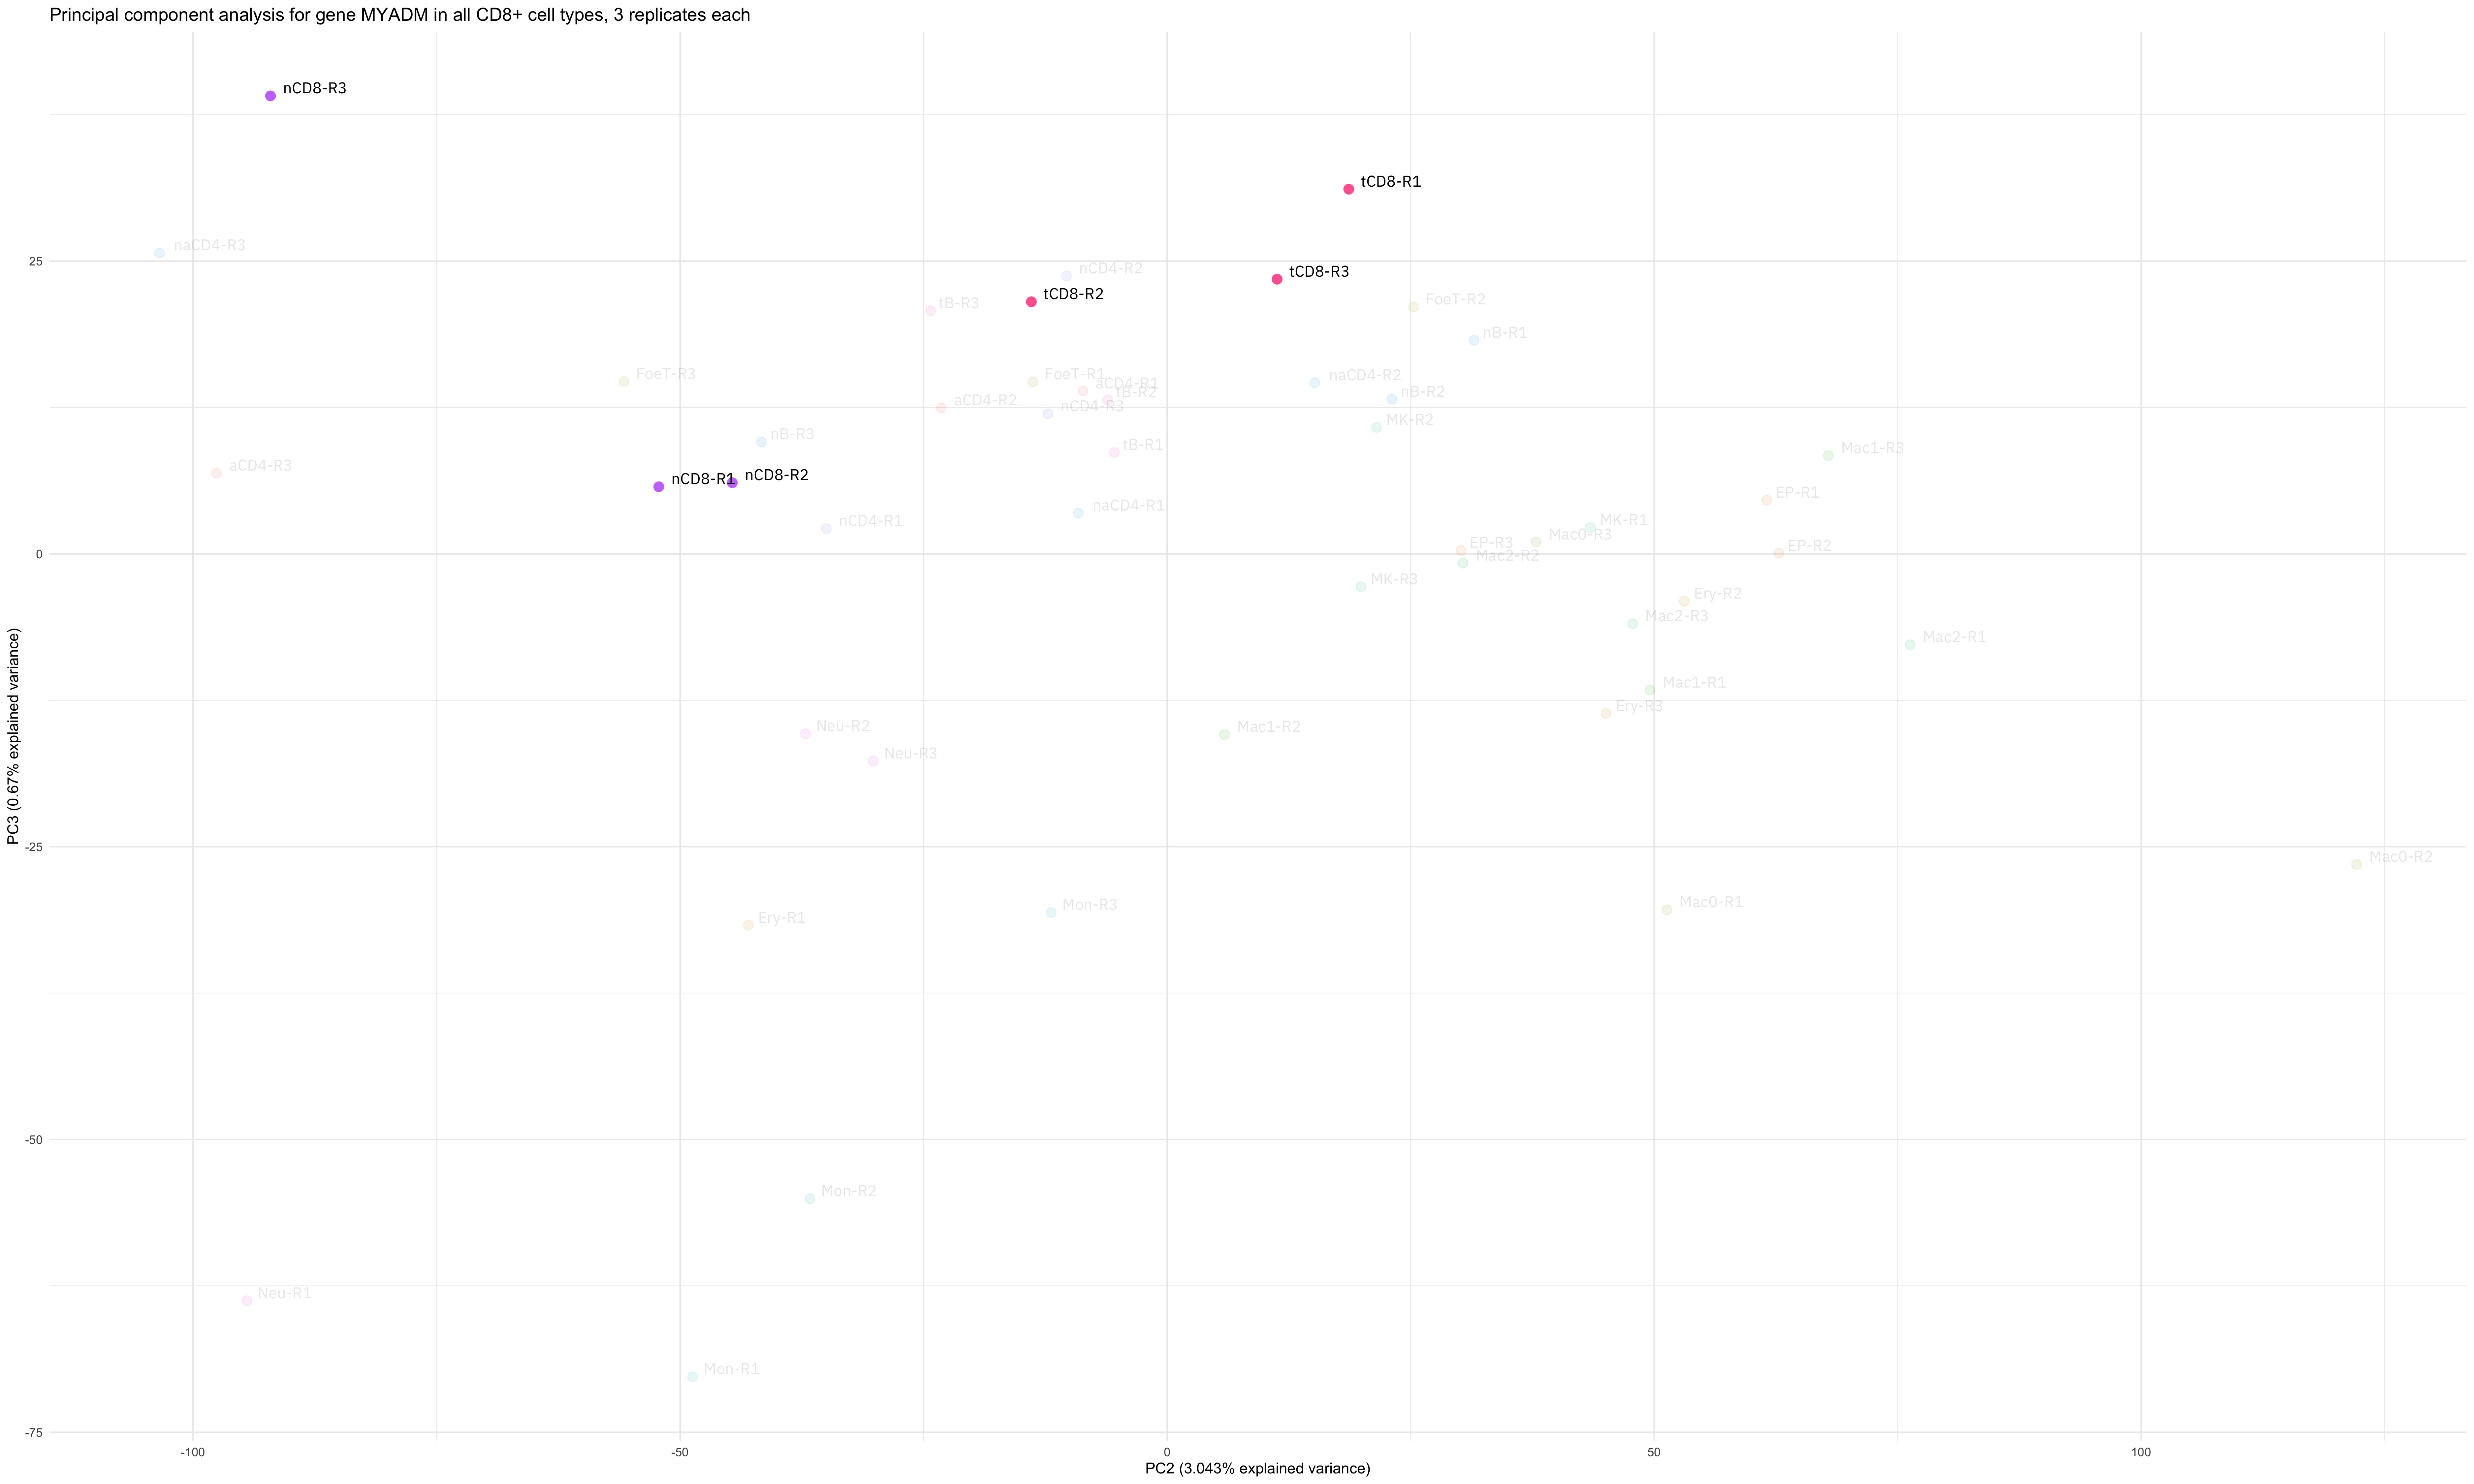 Principal component analysis for gene MYADM in all CD8+ cell types, 3 replicates each
nCD8-R3
tCD8-R1
naCD4-R3
25
nCD4-R2
tCD8-R3
tCD8-R2
tB-R3
FoeT-R2
nB-R1
FoeT-R3
FoeT-R1
naCD4-R2
aCD4-R1
tB-R2
nB-R2
aCD4-R2
nCD4-R3
MK-R2
nB-R3
tB-R1
Mac1-R3
aCD4-R3
nCD8-R1
nCD8-R2
EP-R1
naCD4-R1
nCD4-R1
MK-R1
Mac0-R3
0
EP-R3
EP-R2
Mac2-R2
MK-R3
Ery-R2
Mac2-R3
Mac2-R1
Mac1-R1
Ery-R3
Neu-R2
Mac1-R2
Neu-R3
PC3 (0.67% explained variance)
-25
Mac0-R2
Mon-R3
Mac0-R1
Ery-R1
-50
Mon-R2
Neu-R1
Mon-R1
-75
-100
-50
0
50
100
PC2 (3.043% explained variance)